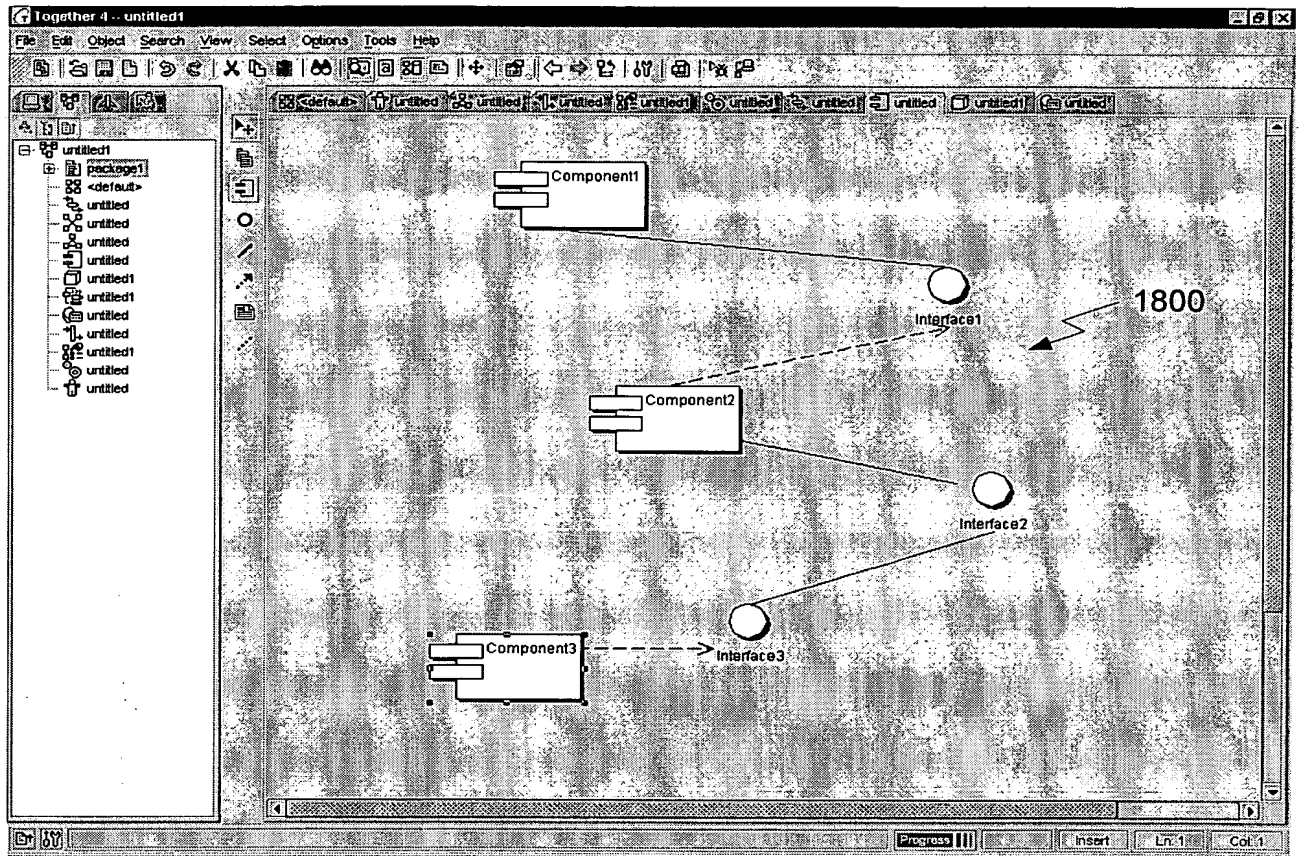 Together 4 -- untitled1
File Edit Object Search View Select Options Tools Help
<default> untitled untitled untitled untitled1 untitled untitled untitled untitled1 untitled
untitled1
package1
<default>
untitled
untitled
untitled
untitled
untitled1
untitled1
untitled
untitled
untitled1
untitled
untitled
Component1
Interface1
1800
Component2
Interface2
Component3
Interface3
Progress Insert Ln: 1 Col: 1